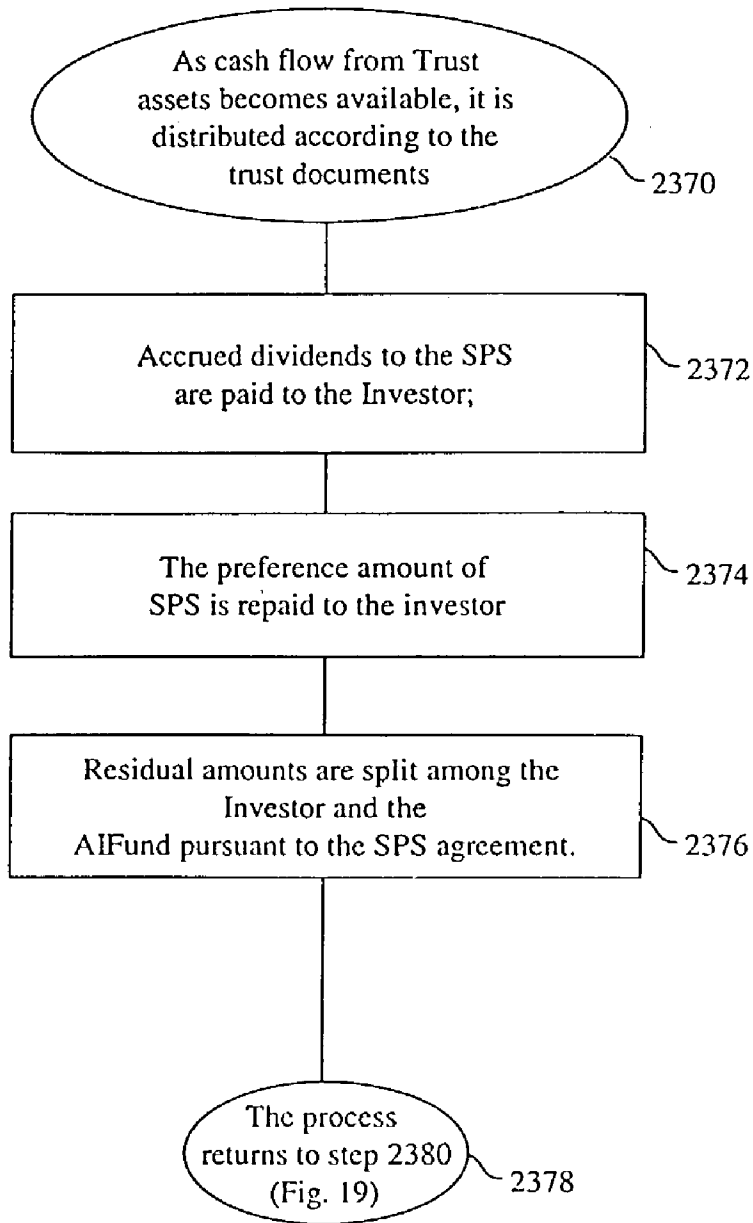 As cash flow from Trust
assets becomes available, it is
distributed according to the
trust documents
2370
Accrued dividends to the SPS
are paid to the Investor;
2372
The preference amount of
SPS is repaid to the investor
2374
Residual amounts are split among the
Investor and the
AIFund pursuant to the SPS agreement.
2376
The process
returns to step 2380
(Fig. 19)
2378